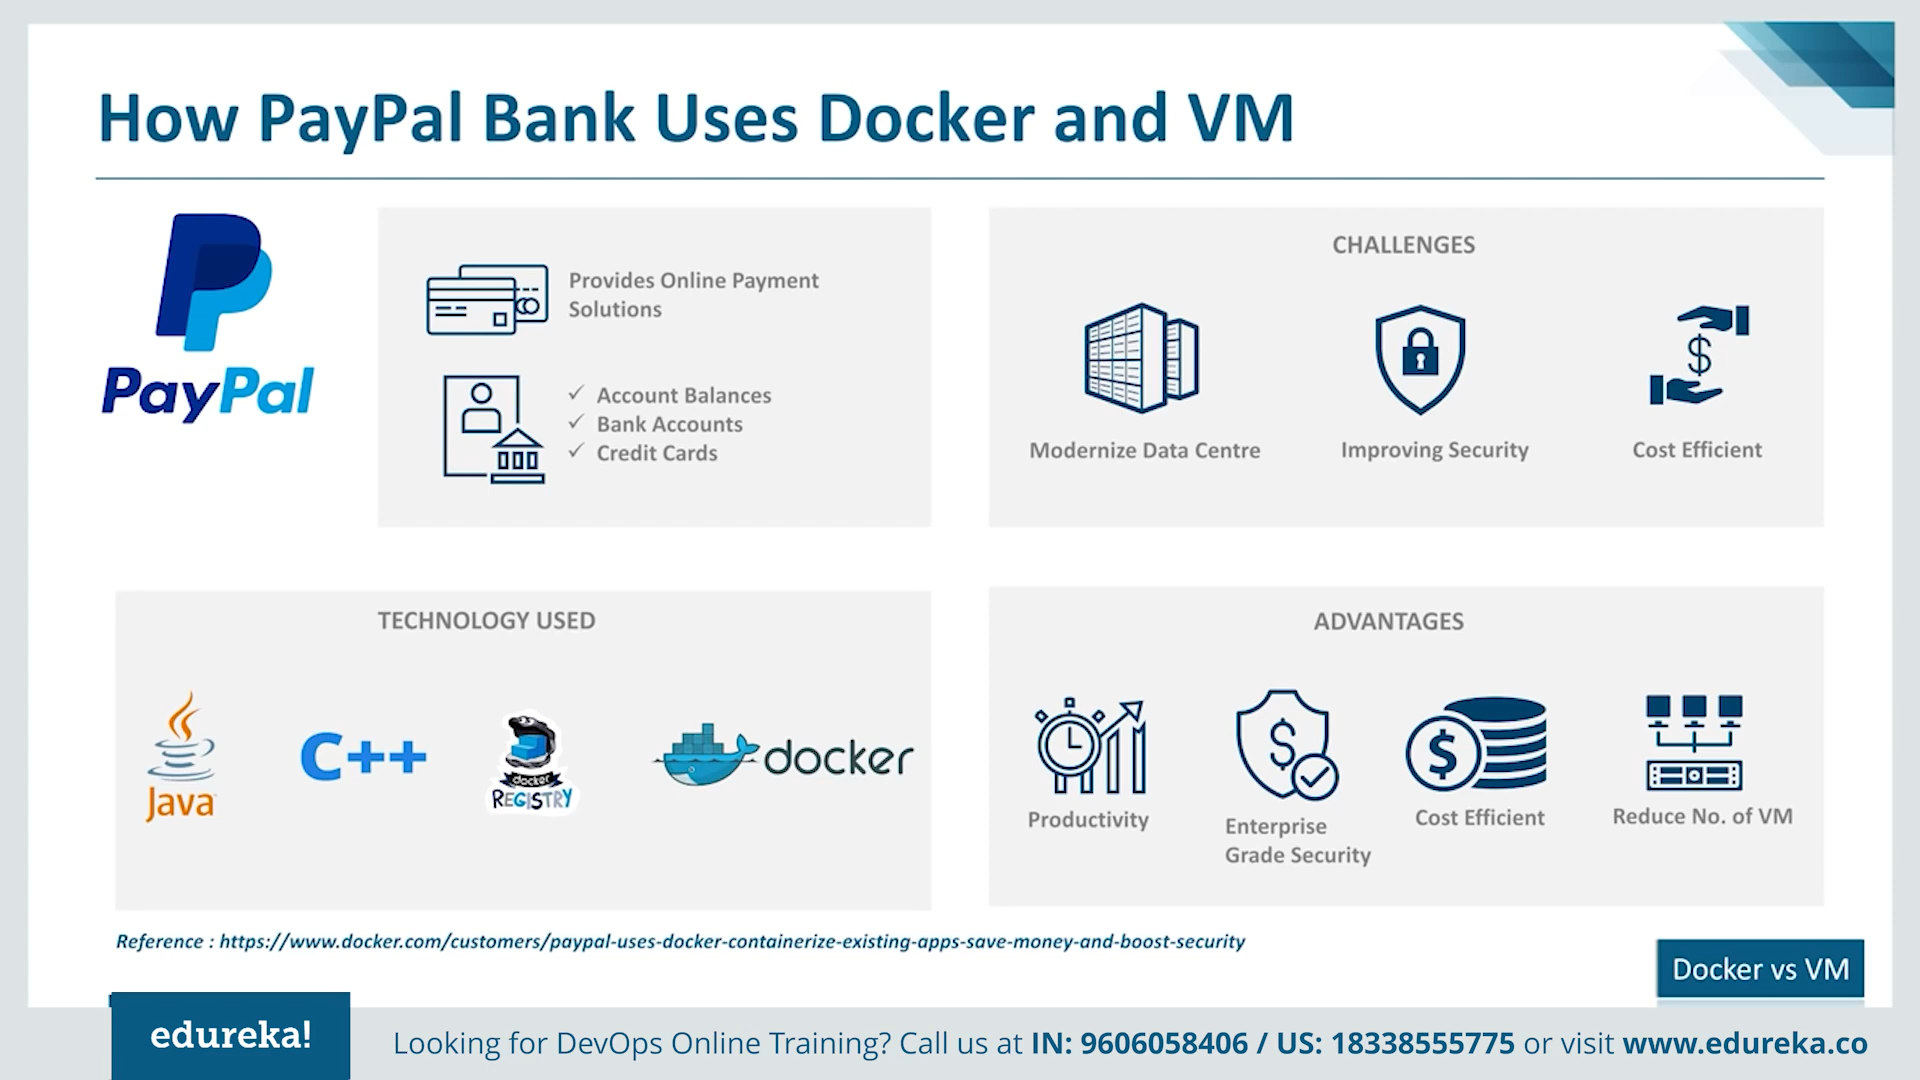 How PayPal Bank Uses Docker and VM
PayPal
Provides Online Payment
Solutions
✓ Account Balances
✓ Bank Accounts
✓ Credit Cards
CHALLENGES
Modernize Data Centre
Improving Security
Cost Efficient
TECHNOLOGY USED
Java
C++
docker
REGISTRY
docker
ADVANTAGES
Productivity
Enterprise
Grade Security
Cost Efficient
Reduce No. of VM
Reference : https://www.docker.com/customers/paypal-uses-docker-containerize-existing-apps-save-money-and-boost-security
Docker vs VM
edureka!
Looking for DevOps Online Training? Call us at IN: 9606058406 / US: 18338555775 or visit www.edureka.co